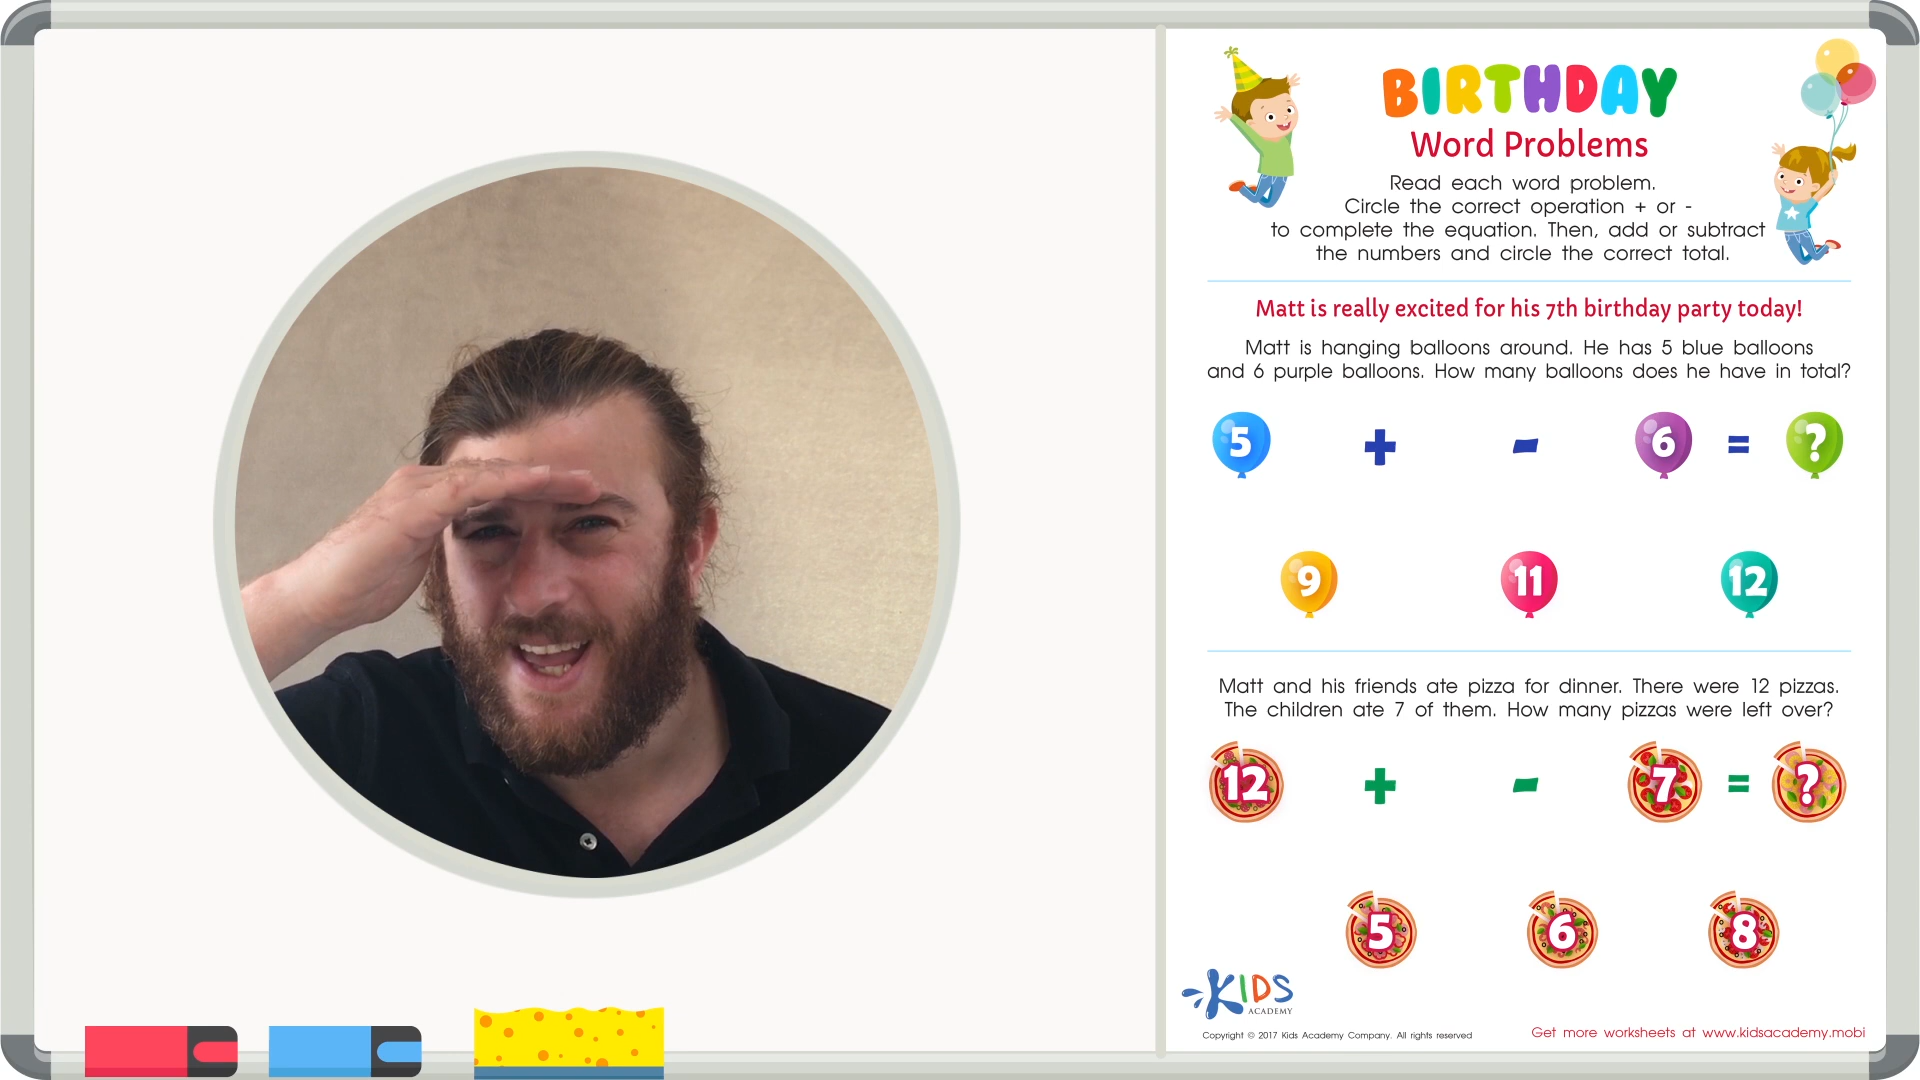 BIRTHDAY
Word Problems
Read each word problem.
Circle the correct operation + or -
to complete the equation. Then, add or subtract
the numbers and circle the correct total.
Matt is really excited for his 7th birthday party today!
Matt is hanging balloons around. He has 5 blue balloons
and 6 purple balloons. How many balloons does he have in total?
5 + - 6 = ?
9 11 12
Matt and his friends ate pizza for dinner. There were 12 pizzas.
The children ate 7 of them. How many pizzas were left over?
12 + - 7 = ?
5 6 8
KIDS
ACADEMY
Copyright © 2017 Kids Academy Company. All rights reserved
Get more worksheets at www.kidsacademy.mobi